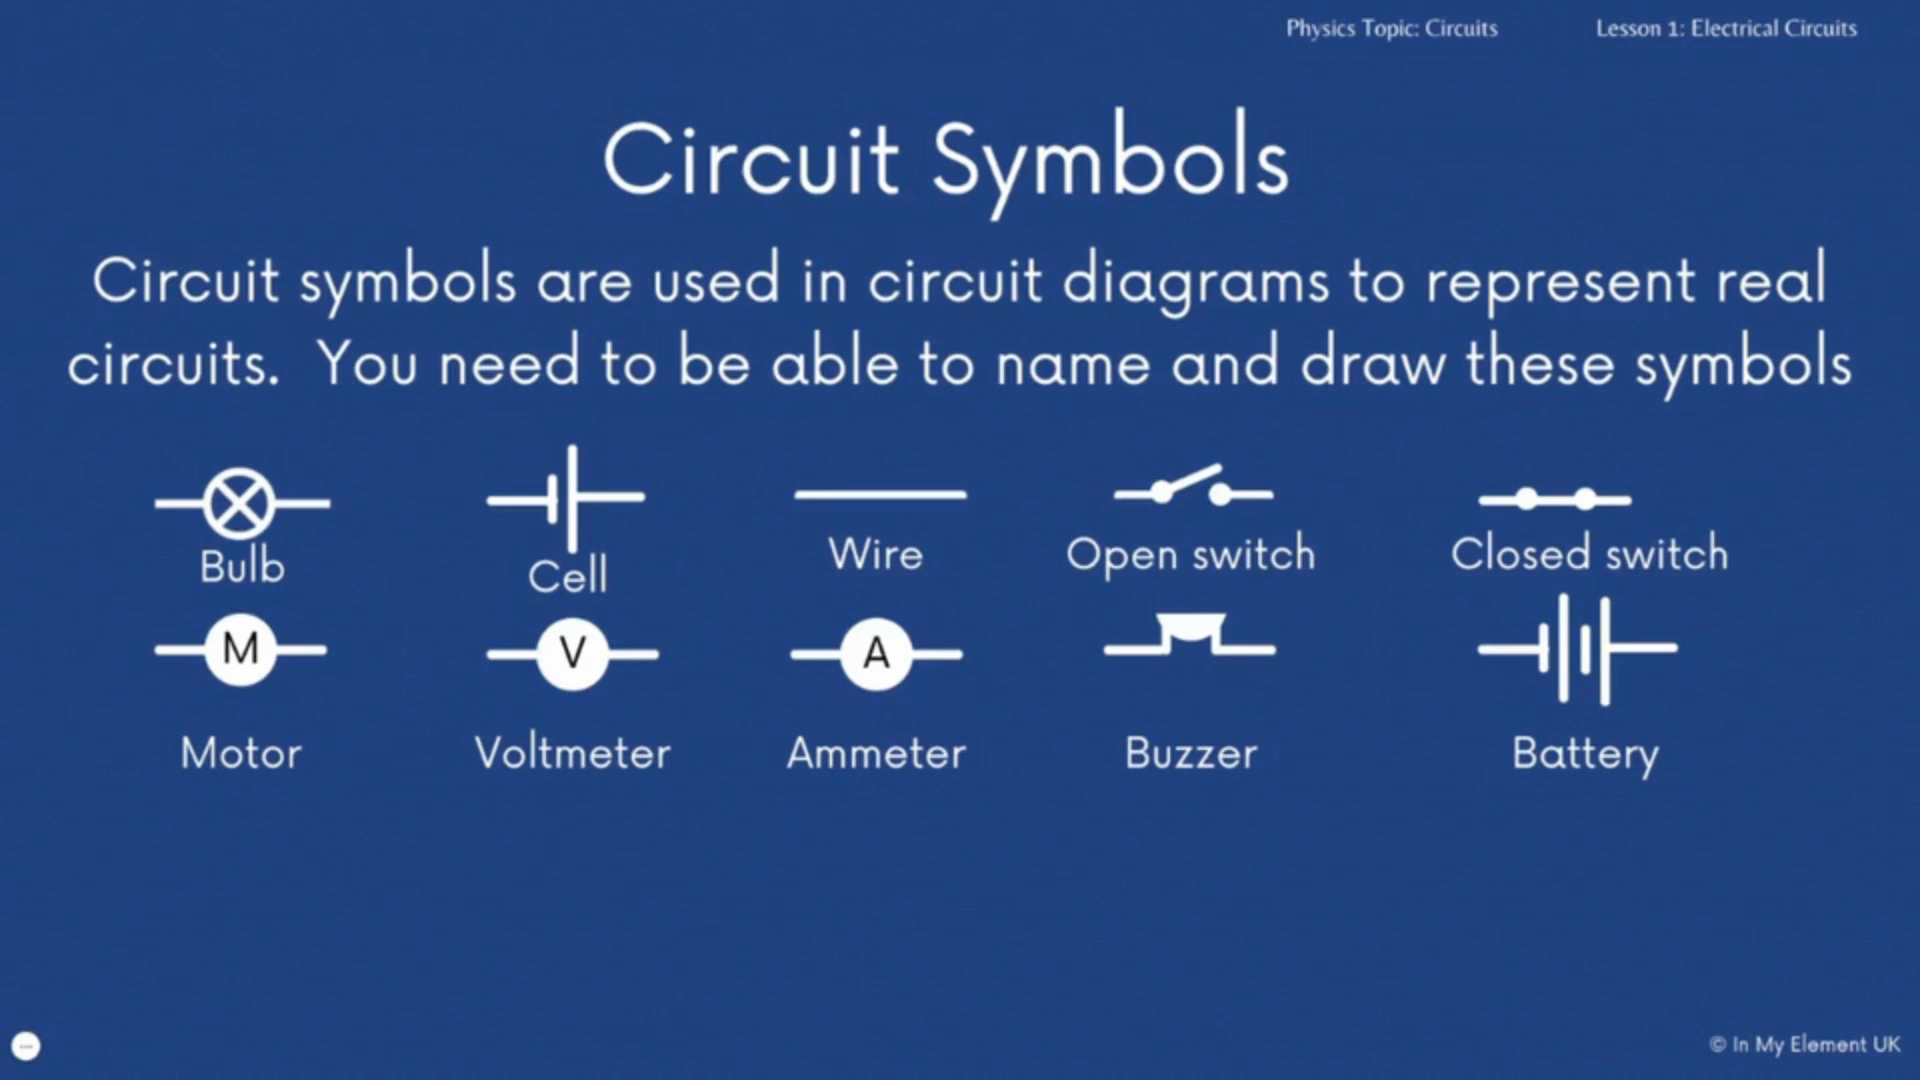 Physics Topic: Circuits
Lesson 1: Electrical Circuits
Circuit Symbols
Circuit symbols are used in circuit diagrams to represent real
circuits. You need to be able to name and draw these symbols
Bulb
Cell
Wire
Open switch
Closed switch
M
V
A
Motor
Voltmeter
Ammeter
Buzzer
Battery
© In My Element UK